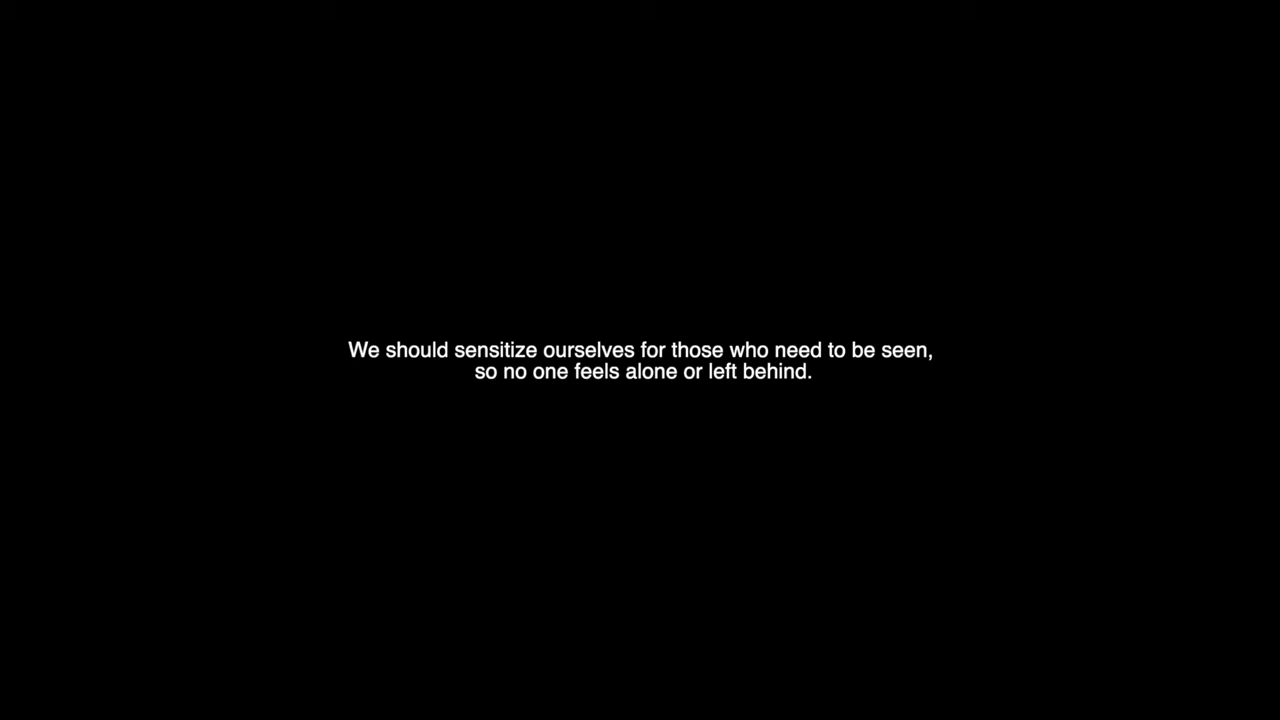 We should sensitize ourselves for those who need to be seen,
so no one feels alone or left behind.